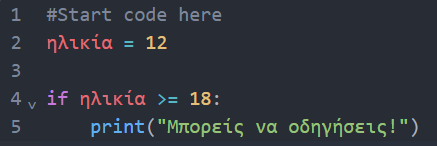 1 #Start code here
2 ηλικία = 12
3
4 if ηλικία >= 18:
5     print("Μπορείς να οδηγήσεις!")